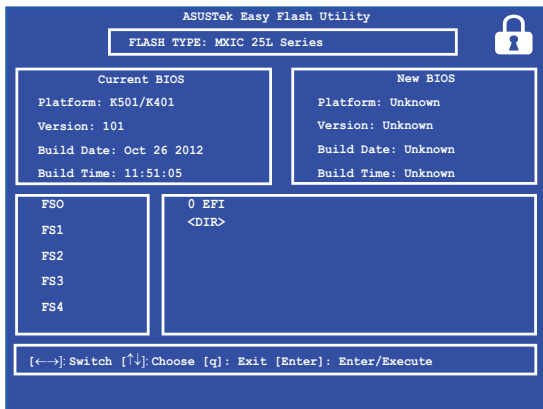 ASUSTek Easy Flash Utility
FLASH TYPE: MXIC 25L Series
Current BIOS
Platform: K501/K401
Version: 101
Build Date: Oct 26 2012
Build Time: 11:51:05
New BIOS
Platform: Unknown
Version: Unknown
Build Date: Unknown
Build Time: Unknown
FSO
FS1
FS2
FS3
FS4
0 EFI
<DIR>
[←→]: Switch [↑↓]: Choose [q]: Exit [Enter]: Enter/Execute